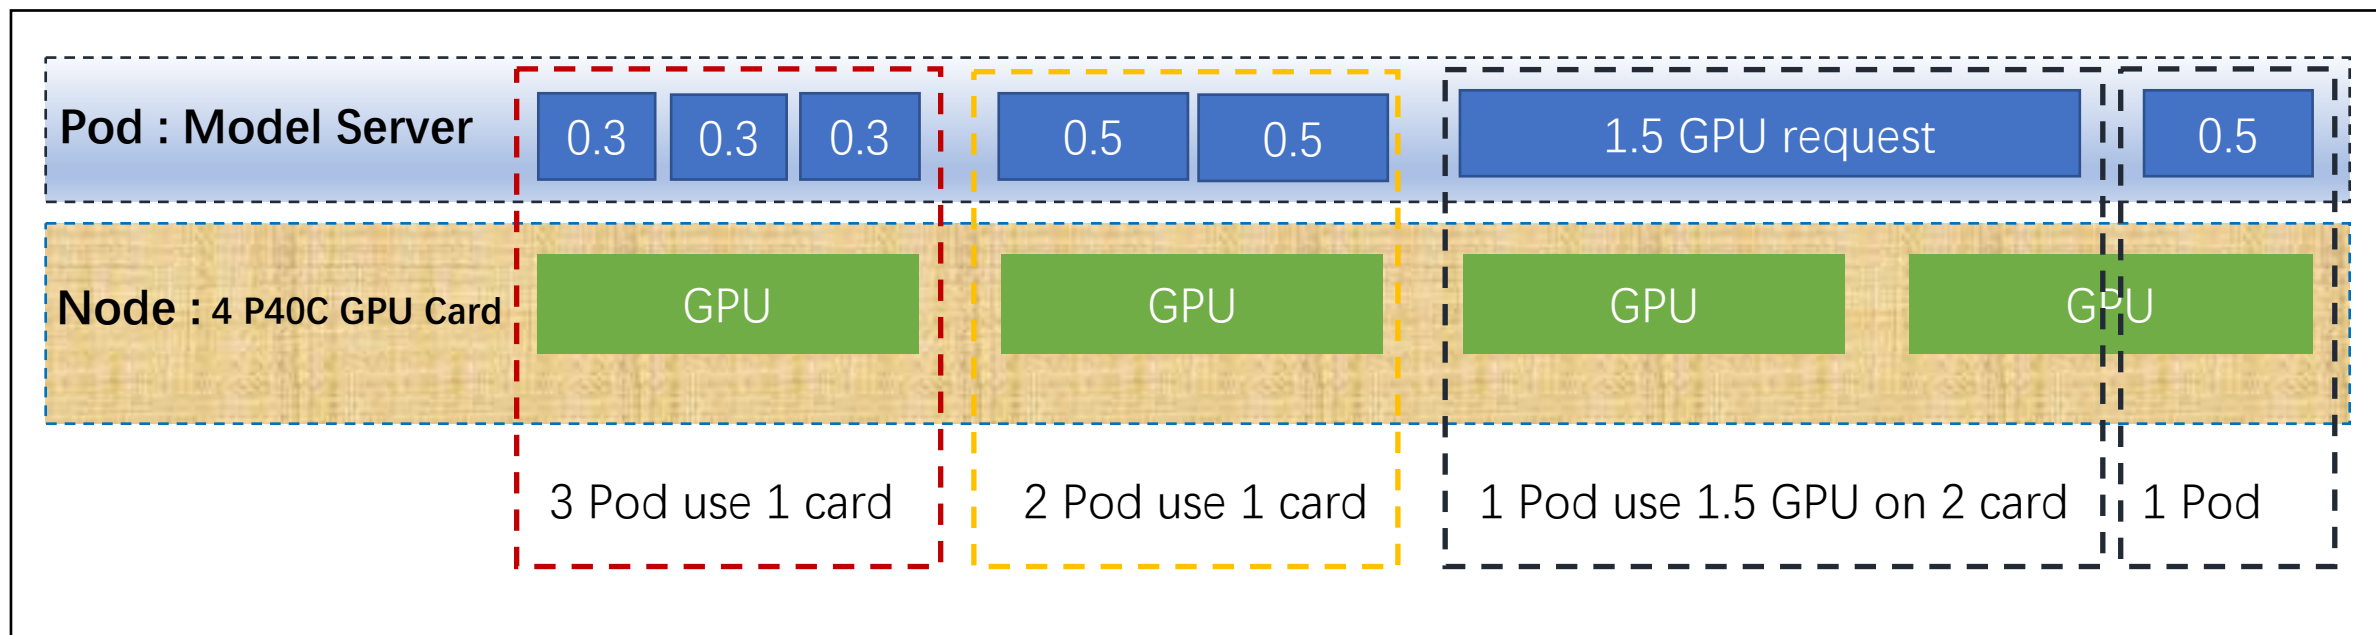 Pod : Model Server
0.3
0.3
0.3
0.5
0.5
1.5 GPU request
0.5
Node : 4 P40C GPU Card
GPU
GPU
GPU
GPU
3 Pod use 1 card
2 Pod use 1 card
1 Pod use 1.5 GPU on 2 card
1 Pod